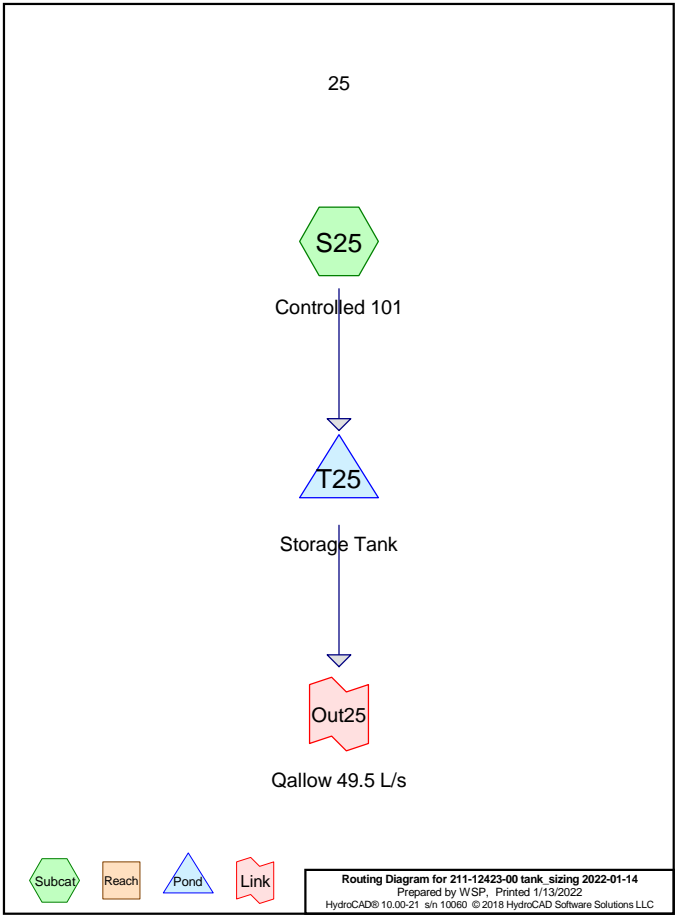 25
S25
Controlled 101
T25
Storage Tank
Out25
Qallow 49.5 L/s
Subcat
Reach
Pond
Link
Routing Diagram for 211-12423-00 tank_sizing 2022-01-14
Prepared by WSP, Printed 1/13/2022
HydroCAD® 10.00-21 s/n 10060 © 2018 HydroCAD Software Solutions LLC